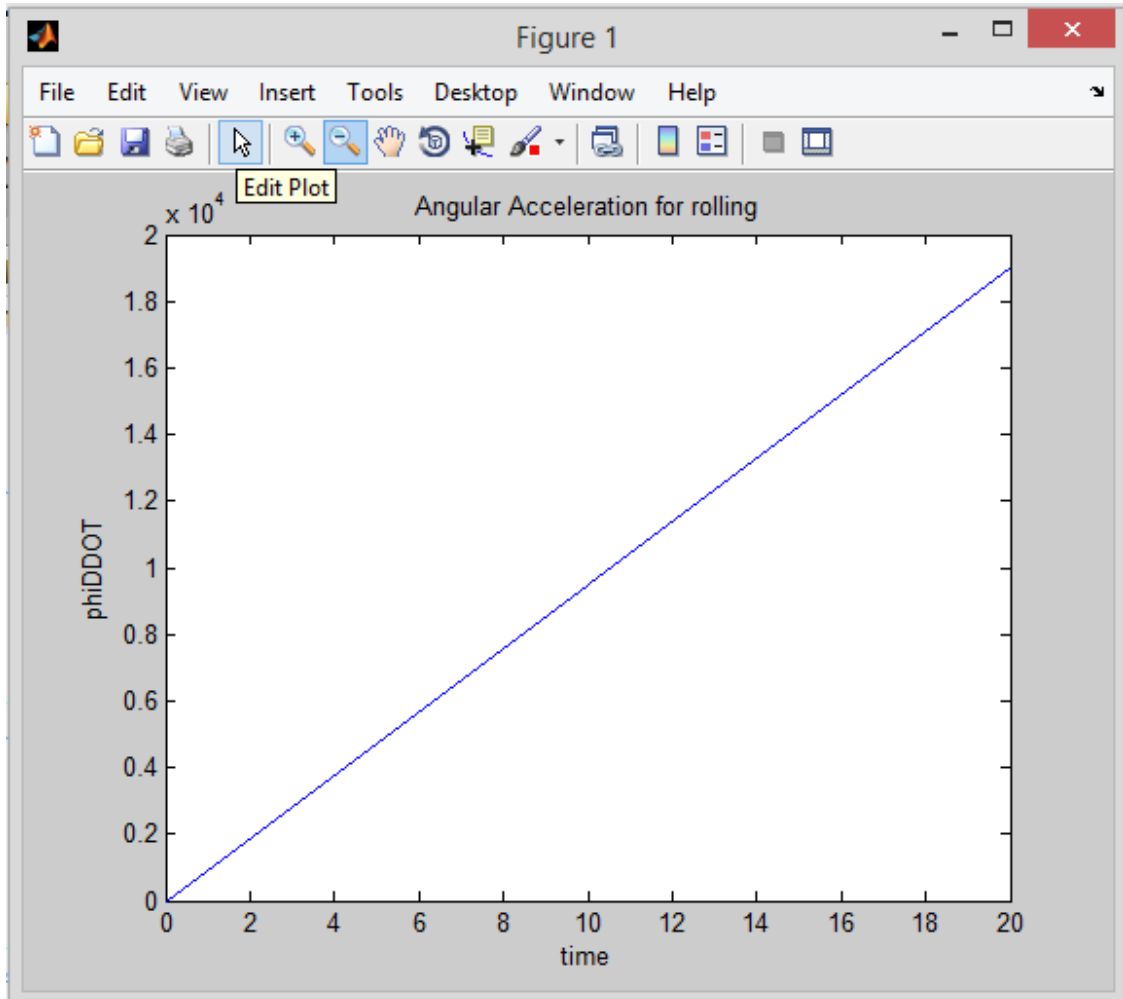 Figure 1
File Edit View Insert Tools Desktop Window Help
Edit Plot
x 10^4
Angular Acceleration for rolling
2
1.8
1.6
1.4
1.2
1
0.8
0.6
0.4
0.2
0
phiDDOT
0 2 4 6 8 10 12 14 16 18 20
time